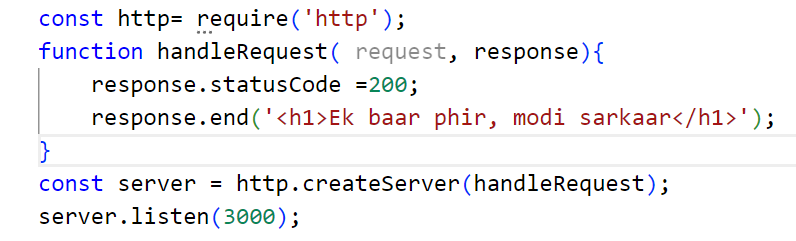 const http= require('http');
function handleRequest( request, response){
response.statusCode =200;
response.end('<h1>Ek baar phir, modi sarkaar</h1>');
}
const server = http.createServer(handleRequest);
server.listen(3000);